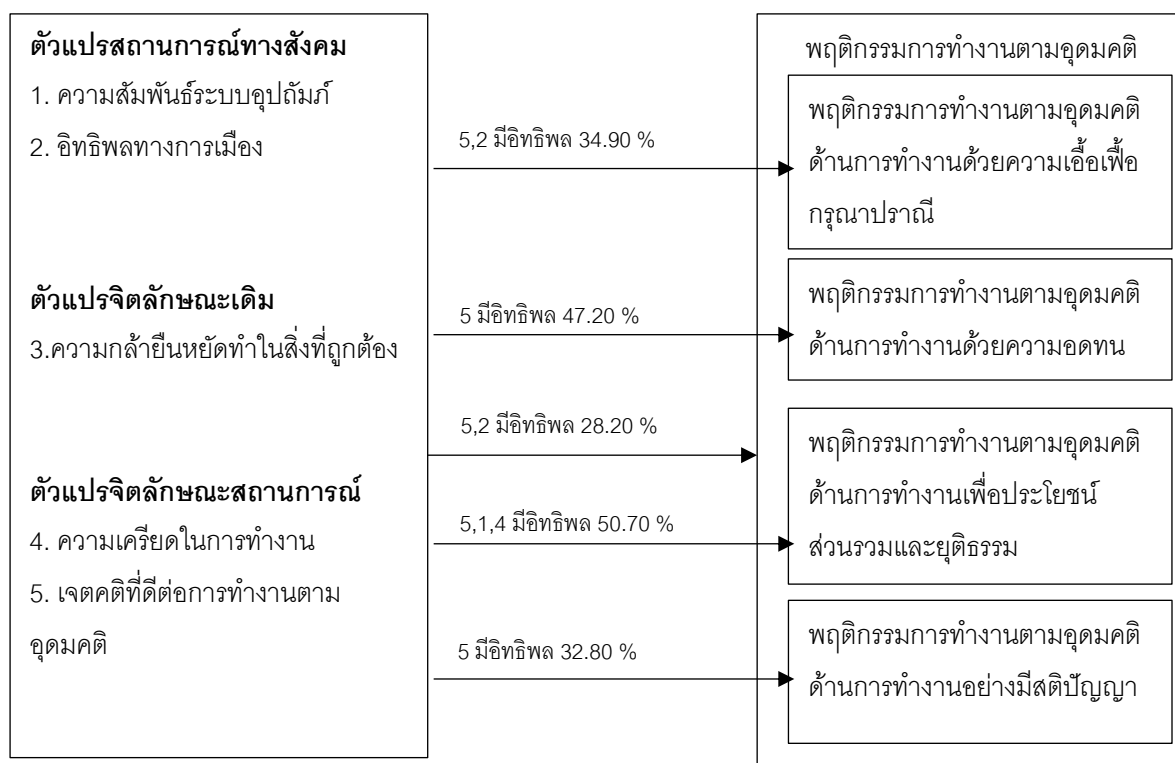 ตัวแปรสถานการณ์ทางสังคม
1. ความสัมพันธ์ระบบอุปถัมภ์
2. อิทธิพลทางการเมือง
ตัวแปรจิตลักษณะเดิม
3.ความกล้ายืนหยัดทำในสิ่งที่ถูกต้อง
ตัวแปรจิตลักษณะสถานการณ์
4. ความเครียดในการทำงาน
5. เจตคติที่ดีต่อการทำงานตาม
อุดมคติ
5,2 มีอิทธิพล 34.90 %
5 มีอิทธิพล 47.20 %
5,2 มีอิทธิพล 28.20 %
5,1,4 มีอิทธิพล 50.70 %
5 มีอิทธิพล 32.80 %
พฤติกรรมการทำงานตามอุดมคติ
พฤติกรรมการทำงานตามอุดมคติ
ด้านการทำงานด้วยความเอื้อเฟื้อ
กรุณาปราณี
พฤติกรรมการทำงานตามอุดมคติ
ด้านการทำงานด้วยความอดทน
พฤติกรรมการทำงานตามอุดมคติ
ด้านการทำงานเพื่อประโยชน์
ส่วนรวมและยุติธรรม
พฤติกรรมการทำงานตามอุดมคติ
ด้านการทำงานอย่างมีสติปัญญา